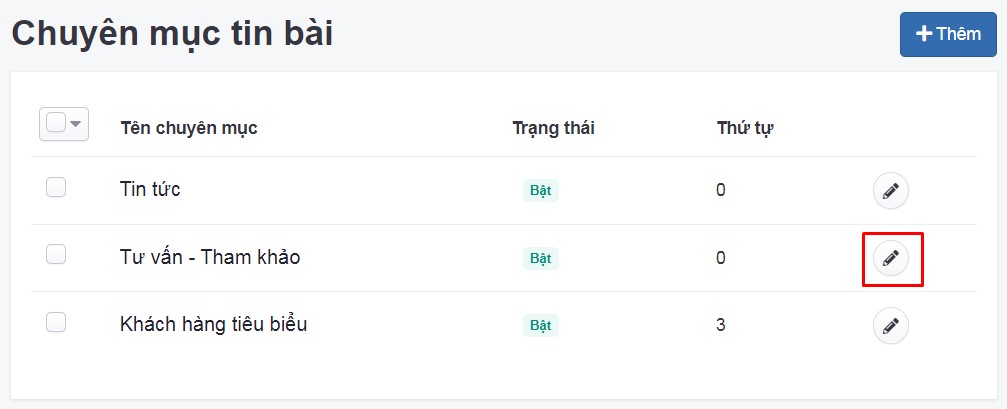 Chuyên mục tin bài
Thêm
Tên chuyên mục Trạng thái Thứ tự
Tin tức Bật 0
Tư vấn - Tham khảo Bật 0
Khách hàng tiêu biểu Bật 3